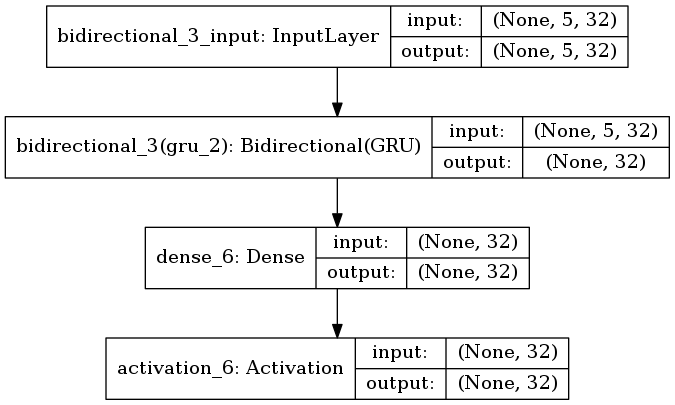 bidirectional_3_input: InputLayer
input:
(None, 5, 32)
output:
(None, 5, 32)
bidirectional_3(gru_2): Bidirectional(GRU)
input:
(None, 5, 32)
output:
(None, 32)
dense_6: Dense
input:
(None, 32)
output:
(None, 32)
activation_6: Activation
input:
(None, 32)
output:
(None, 32)